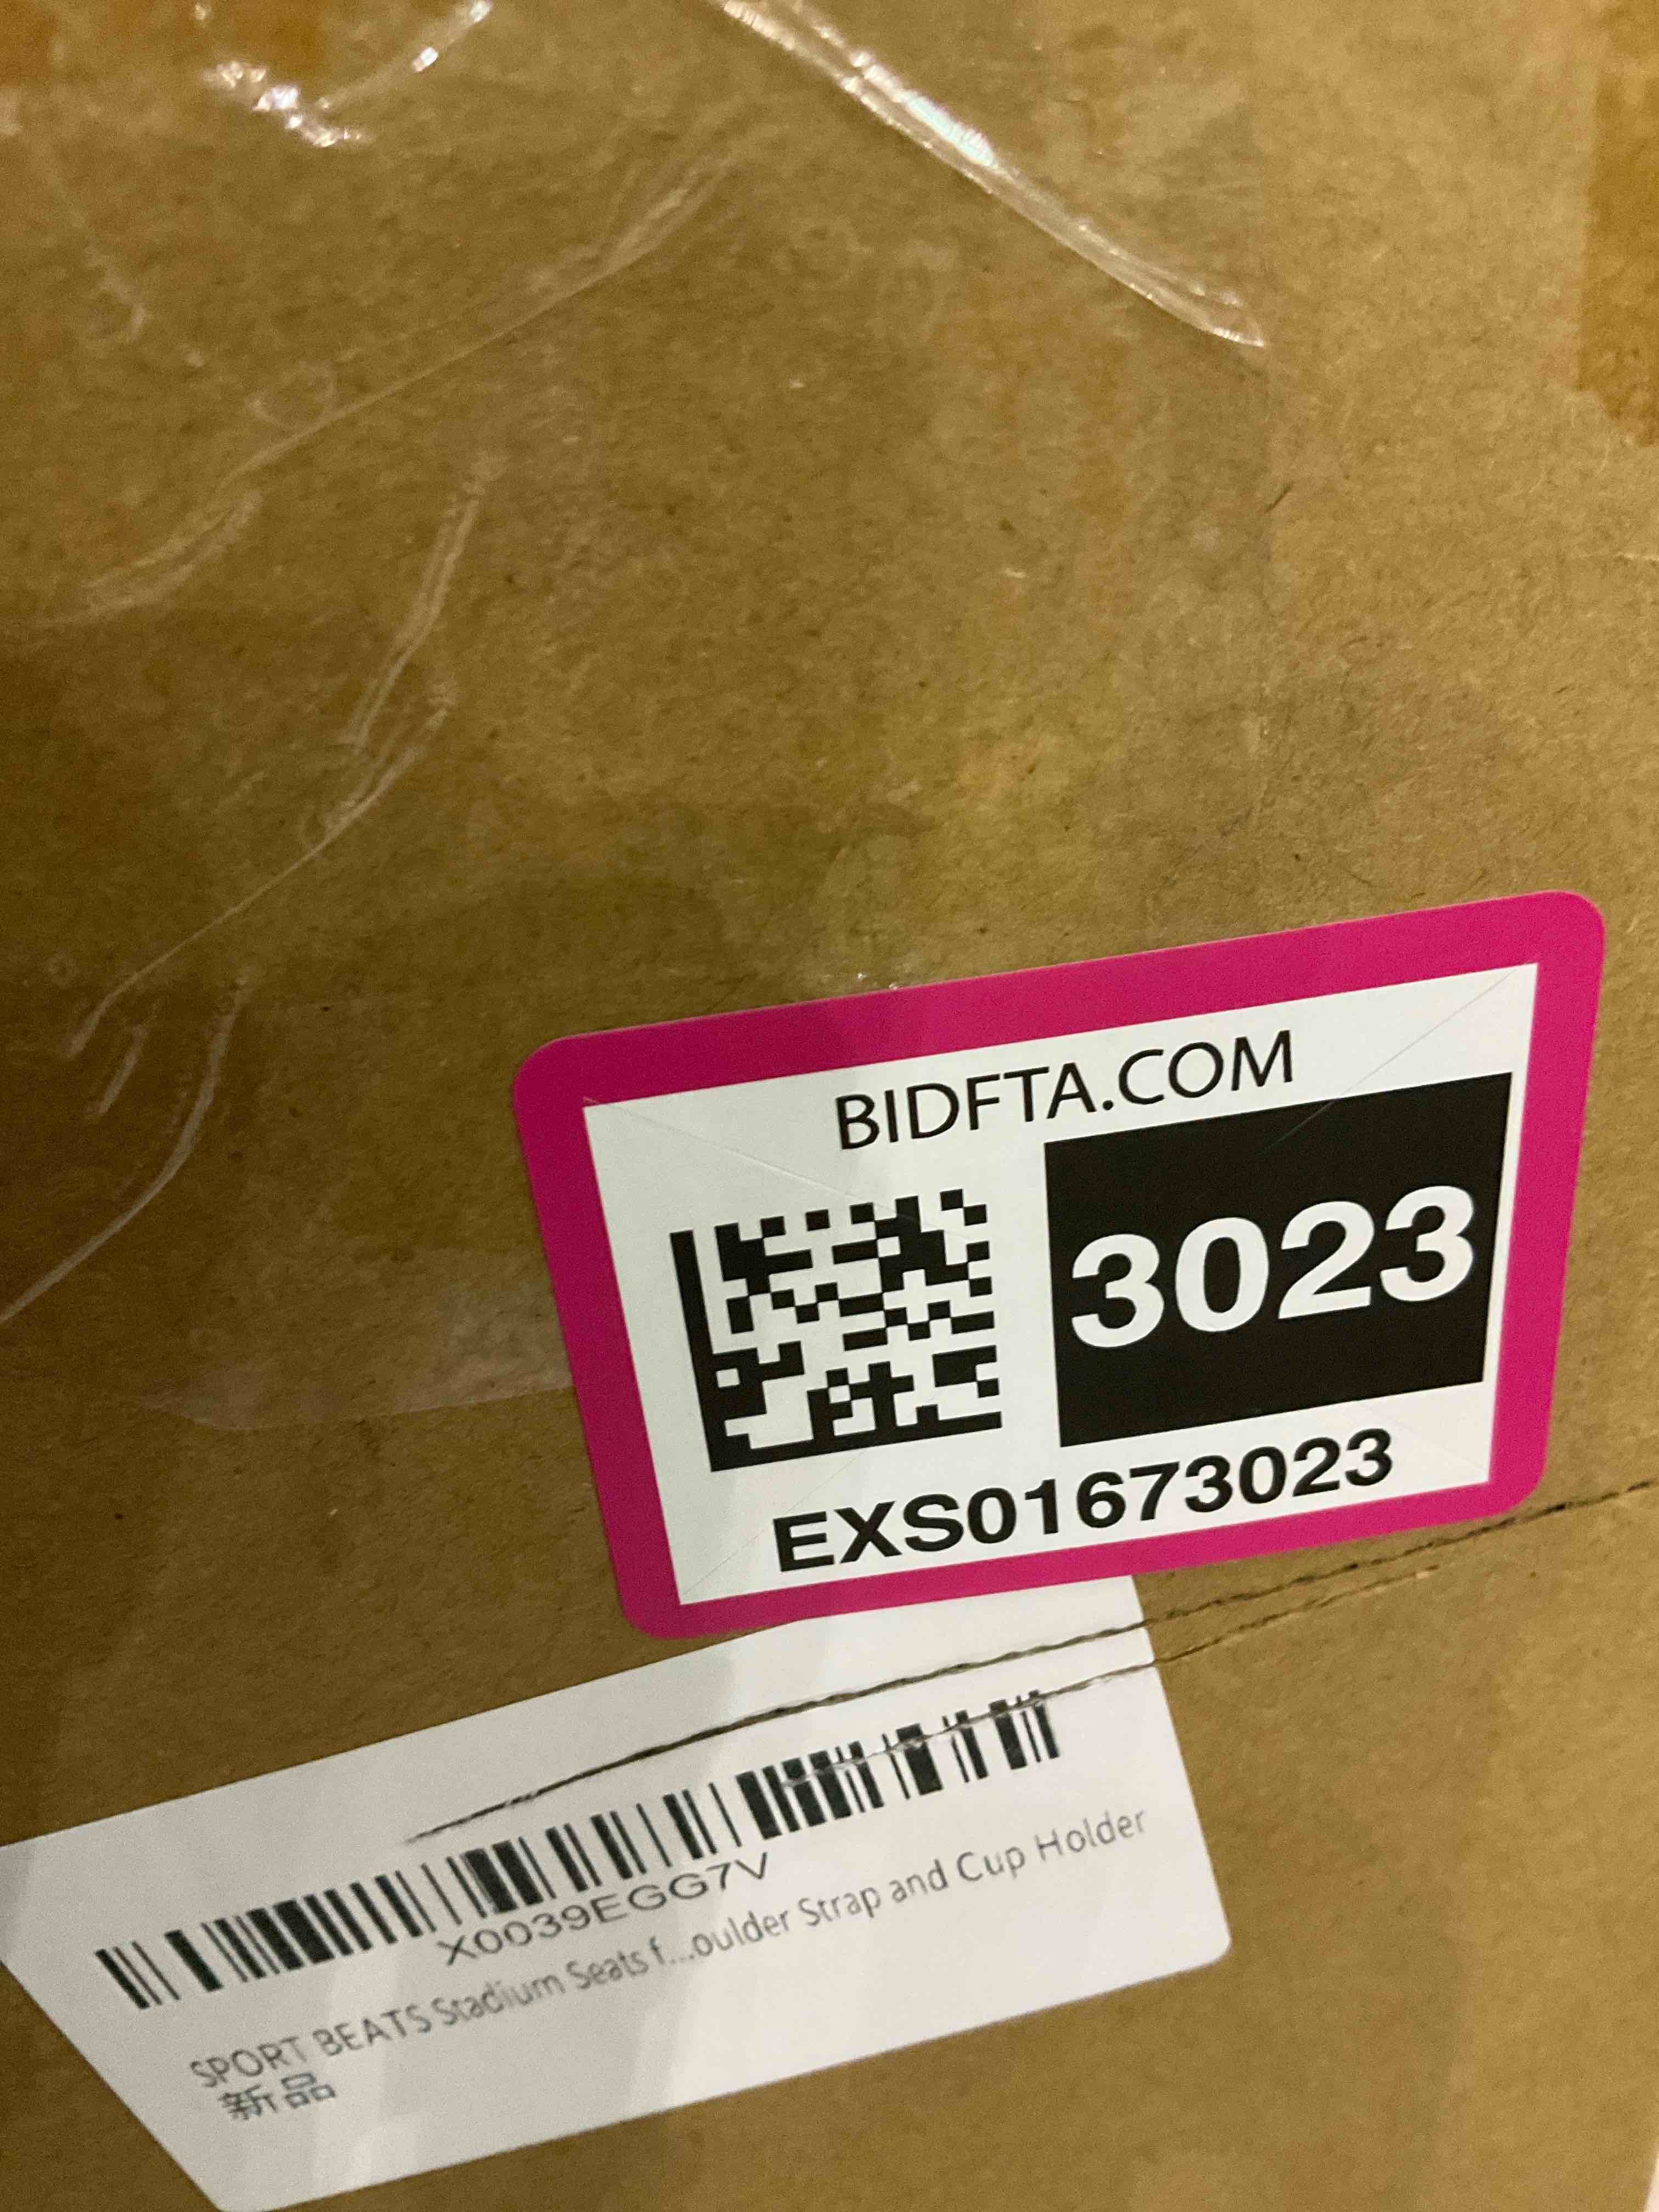 BIDFTA.COM
3023
EXS01673023
X0039EGG7V
SPORT BEATS Stadium Seats f...oulder Strap and Cup Holder
新品